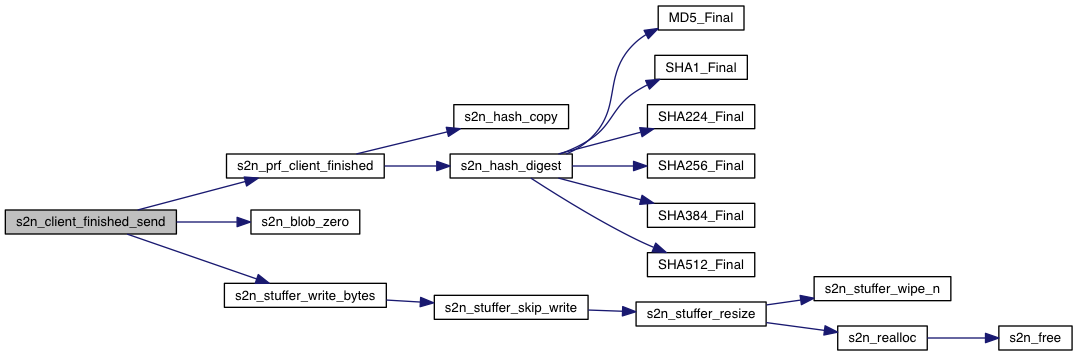 MD5_Final
SHA1_Final
s2n_hash_copy
SHA224_Final
s2n_prf_client_finished
s2n_hash_digest
SHA256_Final
s2n_client_finished_send
s2n_blob_zero
SHA384_Final
SHA512_Final
s2n_stuffer_write_bytes
s2n_stuffer_skip_write
s2n_stuffer_resize
s2n_stuffer_wipe_n
s2n_realloc
s2n_free